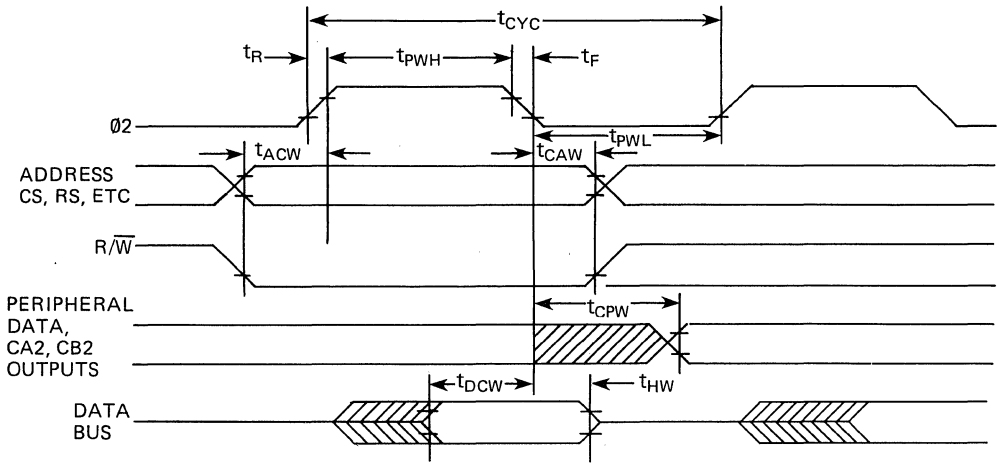 tCYC
tR
tPWH
tF
Ø2
tPWL
tACW
tCAW
ADDRESS
CS, RS, ETC
R/W̅
PERIPHERAL
DATA,
CA2, CB2
OUTPUTS
tCPW
tDCW
tHW
DATA
BUS